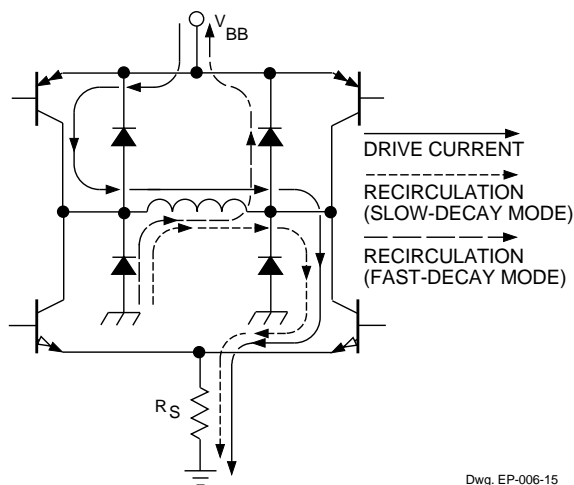 V
BB
DRIVE CURRENT
RECIRCULATION
(SLOW-DECAY MODE)
RECIRCULATION
(FAST-DECAY MODE)
R
S
Dwg. EP-006-15